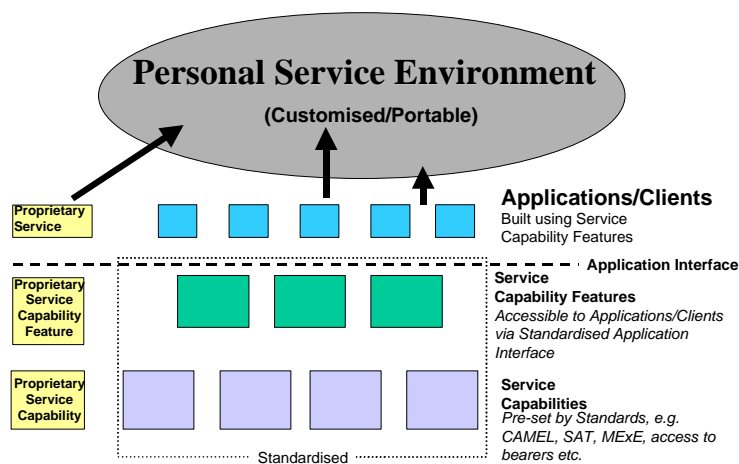 Personal Service Environment
(Customised/Portable)
Proprietary
Service
Applications/Clients
Built using Service
Capability Features
Application Interface
Proprietary
Service
Capability
Feature
Service
Capability Features
Accessible to Applications/Clients
via Standardised Application
Interface
Proprietary
Service
Capability
Service
Capabilities
Pre-set by Standards, e.g.
CAMEL, SAT, MExE, access to
bearers etc.
Standardised